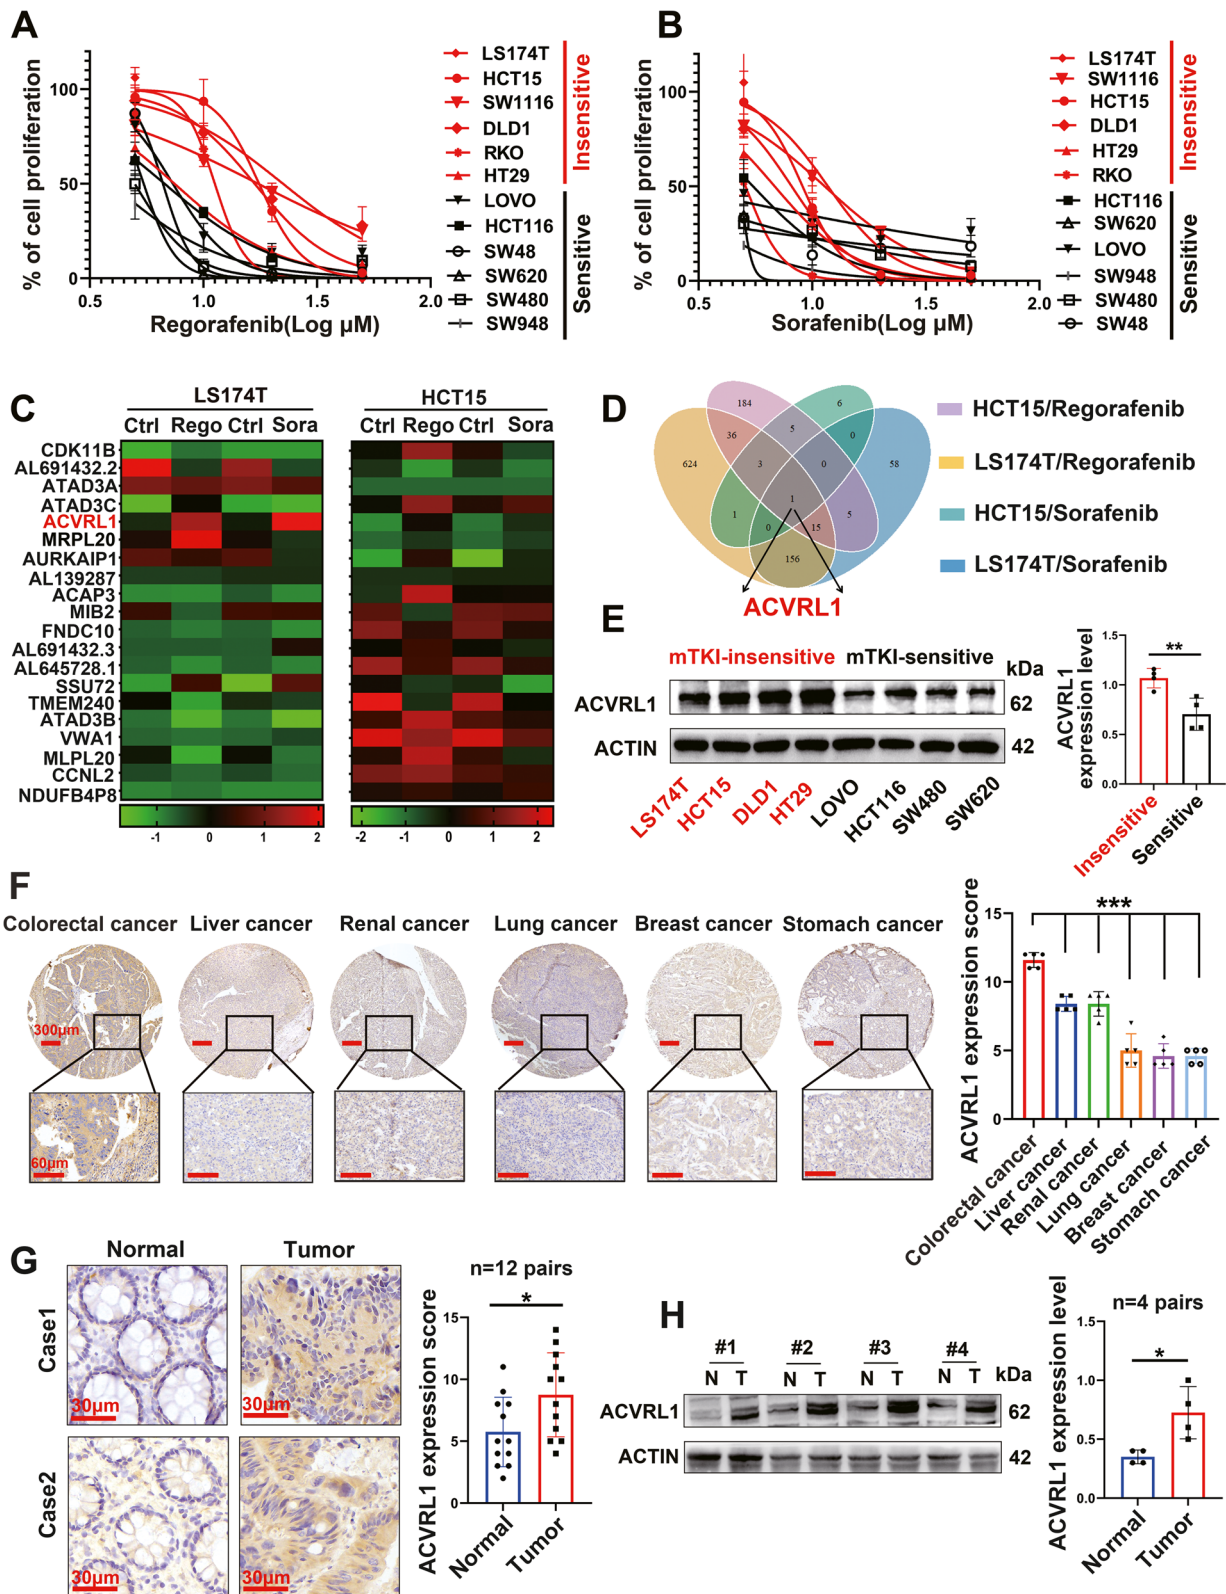 A
% of cell proliferation
100
50
0
0.5
1.0
1.5
2.0
Regorafenib(Log µM)
LS174T
HCT15
SW1116
DLD1
RKO
HT29
LOVO
HCT116
SW48
SW620
SW480
SW948
Insensitive
Sensitive
B
% of cell proliferation
100
50
0
0.5
1.0
1.5
2.0
Sorafenib(Log µM)
LS174T
SW1116
HCT15
DLD1
HT29
RKO
HCT116
SW620
LOVO
SW948
SW480
SW48
Insensitive
Sensitive
C
LS174T
Ctrl Rego Ctrl Sora
HCT15
Ctrl Rego Ctrl Sora
CDK11B
AL691432.2
ATAD3A
ATAD3C
ACVRL1
MRPL20
AURKAIP1
AL139287
ACAP3
MIB2
FNDC10
AL691432.3
AL645728.1
SSU72
TMEM240
ATAD3B
VWA1
MLPL20
CCNL2
NDUFB4P8
-1 0 1 2
-2 -1 0 1 2
D
184
6
624
36
5
0
58
3
0
1
1
0
15
5
156
ACVRL1
HCT15/Regorafenib
LS174T/Regorafenib
HCT15/Sorafenib
LS174T/Sorafenib
E
mTKI-insensitive mTKI-sensitive
kDa
ACVRL1
62
ACTIN
42
LS174T
HCT15
DLD1
HT29
LOVO
HCT116
SW480
SW620
ACVRL1
expression level
1.5
1.0
0.5
0.0
**
Insensitive
Sensitive
F
Colorectal cancer
Liver cancer
Renal cancer
Lung cancer
Breast cancer
Stomach cancer
300µm
60µm
ACVRL1 expression score
15
10
5
0
***
Colorectal cancer
Liver cancer
Renal cancer
Lung cancer
Breast cancer
Stomach cancer
G
Normal
Tumor
Case1
30µm
30µm
Case2
30µm
30µm
n=12 pairs
ACVRL1 expression score
15
10
5
0
*
Normal
Tumor
H
#1 #2 #3 #4
N T N T N T N T
kDa
ACVRL1
62
ACTIN
42
n=4 pairs
ACVRL1 expression level
1.5
1.0
0.5
0.0
*
Normal
Tumor